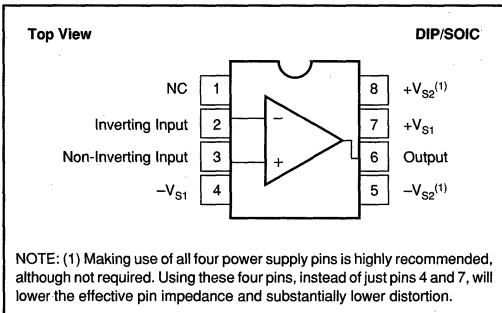 Top View DIP/SOIC
NC 1 8 +VS2(1)
Inverting Input 2 − 7 +VS1
Non-Inverting Input 3 + 6 Output
−VS1 4 5 −VS2(1)
NOTE: (1) Making use of all four power supply pins is highly recommended,
although not required. Using these four pins, instead of just pins 4 and 7, will
lower the effective pin impedance and substantially lower distortion.